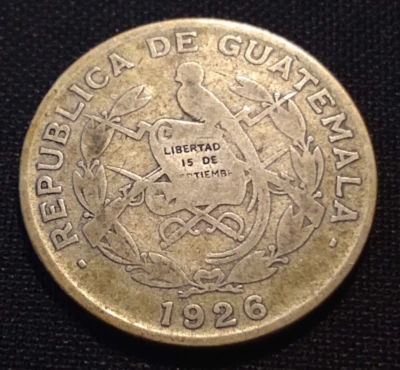 · REPUBLICA DE GUATEMALA ·
LIBERTAD
15 DE
1926